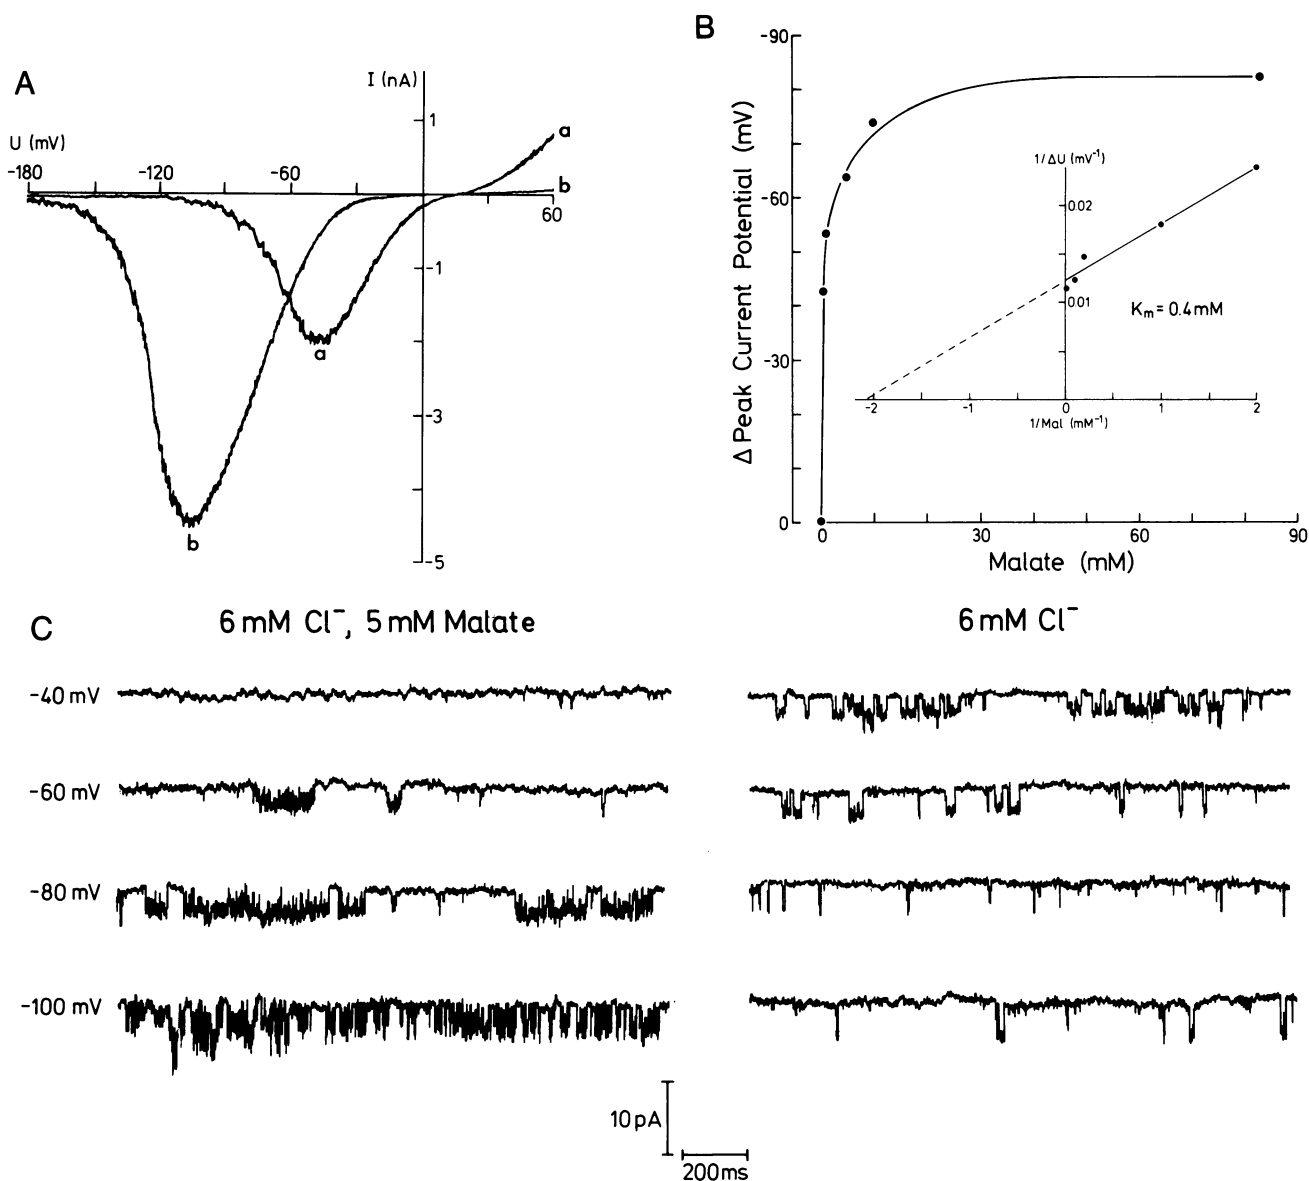 A
I (nA)
U (mV)
-180
-120
-60
1
a
b
60
-1
a
-3
b
-5
B
-90
-60
-30
0
Δ Peak Current Potential (mV)
0
30
60
90
Malate (mM)
1/ΔU (mV⁻¹)
0.02
0.01
Kₘ = 0.4 mM
-2
-1
0
1
2
1/Mal (mM⁻¹)
C
6 mM Cl⁻, 5 mM Malate
6 mM Cl⁻
-40 mV
-60 mV
-80 mV
-100 mV
10 pA
200 ms